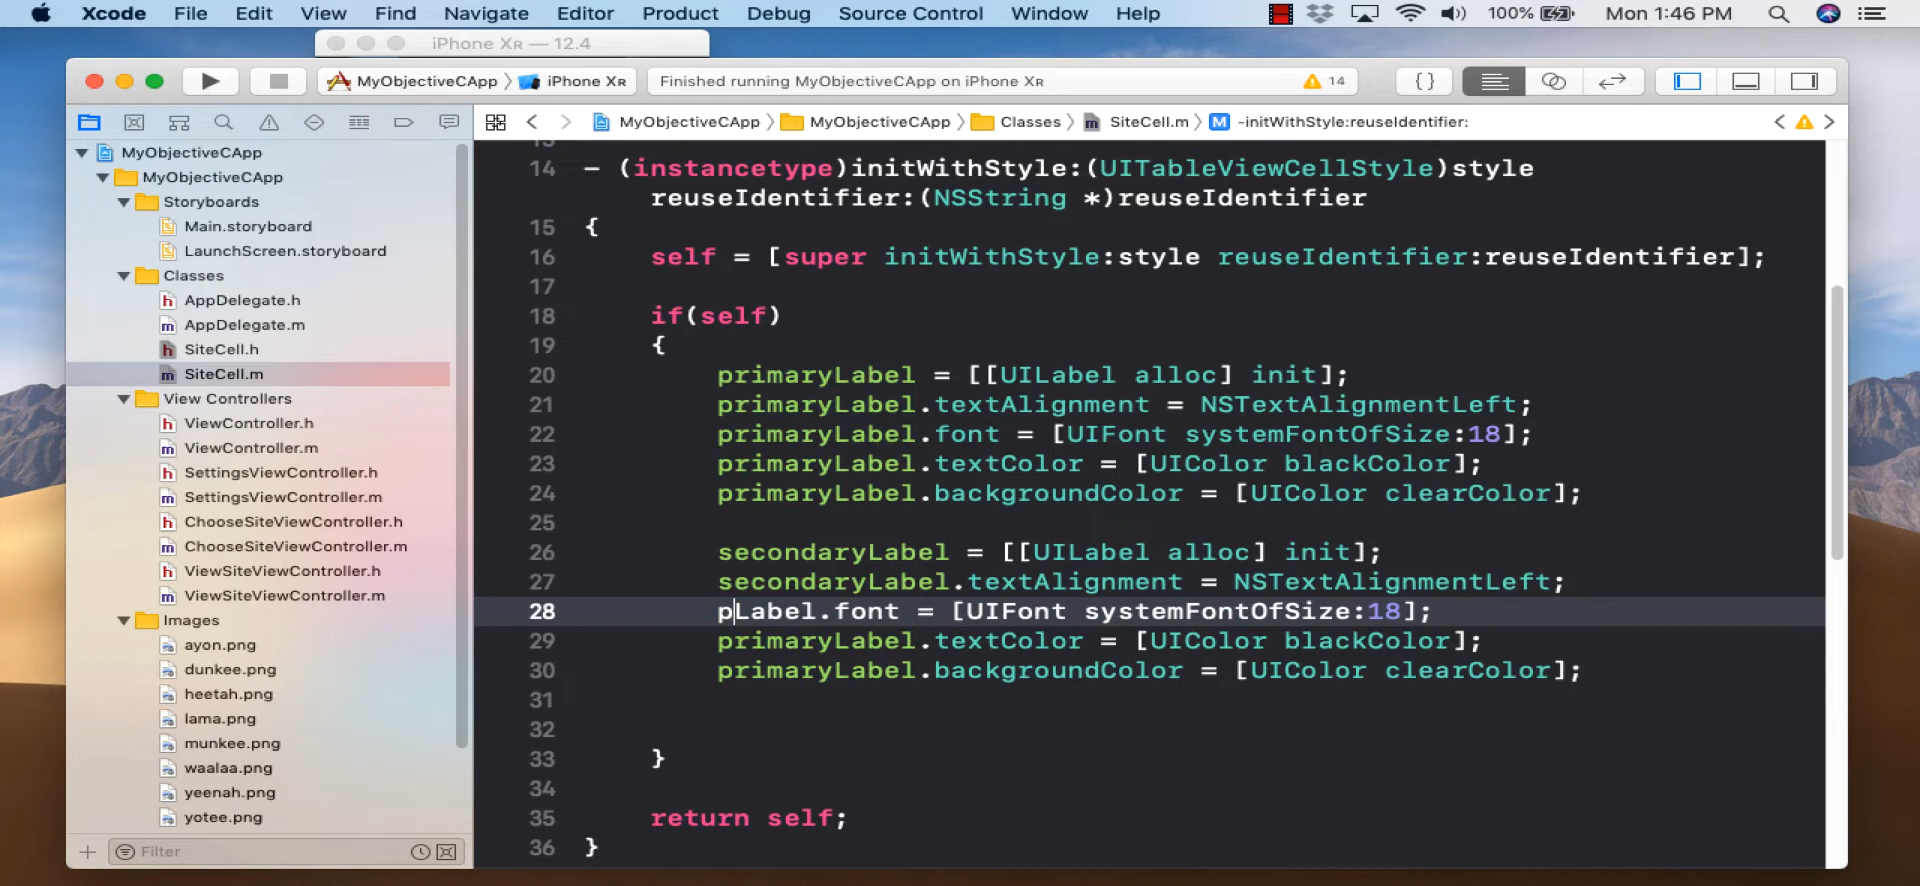 Xcode File Edit View Find Navigate Editor Product Debug Source Control Window Help 100% Mon 1:46 PM
iPhone XR — 12.4
MyObjectiveCApp iPhone XR Finished running MyObjectiveCApp on iPhone XR 14 { }
MyObjectiveCApp MyObjectiveCApp Classes m SiteCell.m M -initWithStyle:reuseIdentifier:
MyObjectiveCApp
MyObjectiveCApp
Storyboards
Main.storyboard
LaunchScreen.storyboard
Classes
h AppDelegate.h
m AppDelegate.m
h SiteCell.h
m SiteCell.m
View Controllers
h ViewController.h
m ViewController.m
h SettingsViewController.h
m SettingsViewController.m
h ChooseSiteViewController.h
m ChooseSiteViewController.m
h ViewSiteViewController.h
m ViewSiteViewController.m
Images
ayon.png
dunkee.png
heetah.png
lama.png
munkee.png
waalaa.png
yeenah.png
yotee.png
Filter
13
14 - (instancetype)initWithStyle:(UITableViewCellStyle)style
reuseIdentifier:(NSString *)reuseIdentifier
15 {
16 self = [super initWithStyle:style reuseIdentifier:reuseIdentifier];
17
18 if(self)
19 {
20 primaryLabel = [[UILabel alloc] init];
21 primaryLabel.textAlignment = NSTextAlignmentLeft;
22 primaryLabel.font = [UIFont systemFontOfSize:18];
23 primaryLabel.textColor = [UIColor blackColor];
24 primaryLabel.backgroundColor = [UIColor clearColor];
25
26 secondaryLabel = [[UILabel alloc] init];
27 secondaryLabel.textAlignment = NSTextAlignmentLeft;
28 pLabel.font = [UIFont systemFontOfSize:18];
29 primaryLabel.textColor = [UIColor blackColor];
30 primaryLabel.backgroundColor = [UIColor clearColor];
31
32
33 }
34
35 return self;
36 }